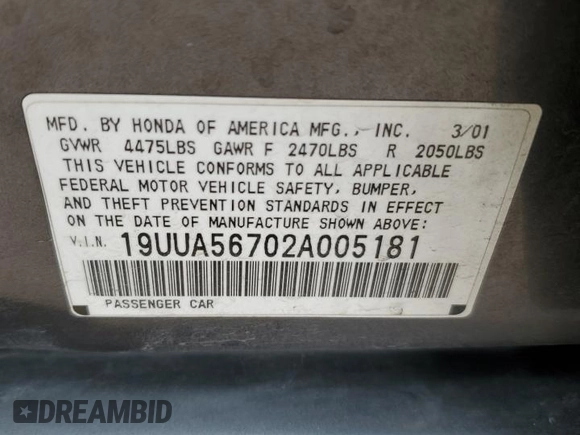 MFD. BY HONDA OF AMERICA MFG., INC. 3/01
GVWR 4475LBS GAWR F 2470LBS R 2050LBS
THIS VEHICLE CONFORMS TO ALL APPLICABLE
FEDERAL MOTOR VEHICLE SAFETY, BUMPER,
AND THEFT PREVENTION STANDARDS IN EFFECT
ON THE DATE OF MANUFACTURE SHOWN ABOVE:
V.I.N. 19UUA56702A005181
PASSENGER CAR
DREAMBID